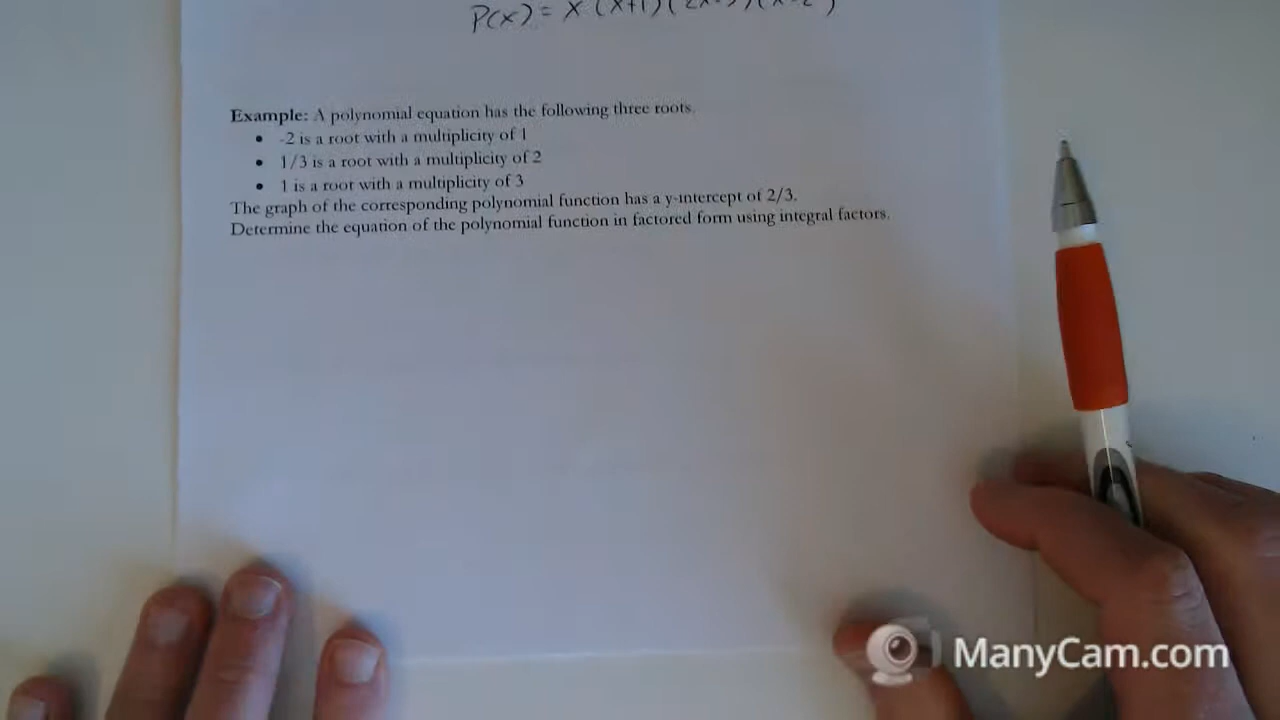 P(x) = x (x+1)
Example: A polynomial equation has the following three roots.
• -2 is a root with a multiplicity of 1
• 1/3 is a root with a multiplicity of 2
• 1 is a root with a multiplicity of 3
The graph of the corresponding polynomial function has a y-intercept of 2/3.
Determine the equation of the polynomial function in factored form using integral factors.
ManyCam.com